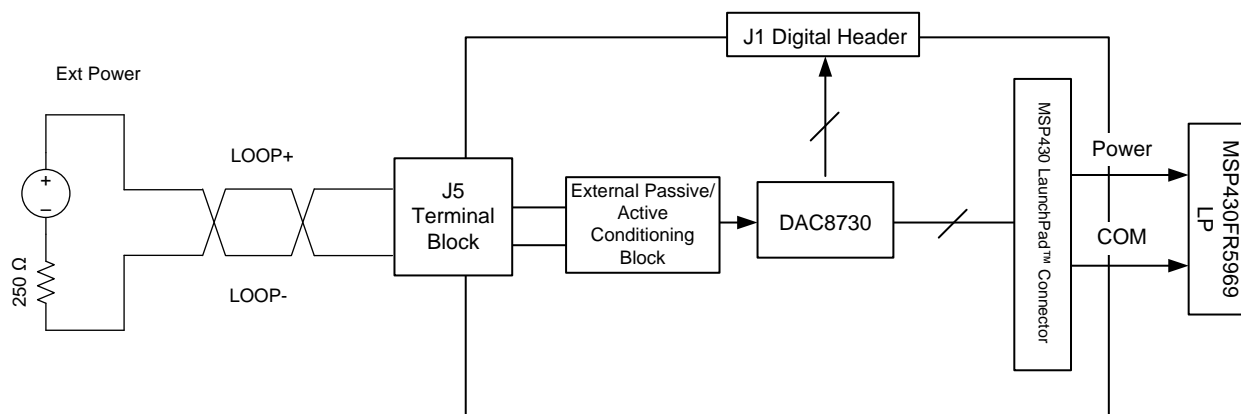 J1 Digital Header
Ext Power
LOOP+
LOOP-
+
−
250 Ω
J5
Terminal
Block
External Passive/
Active
Conditioning
Block
DAC8730
MSP430 LaunchPad™ Connector
Power
COM
MSP430FR5969
LP